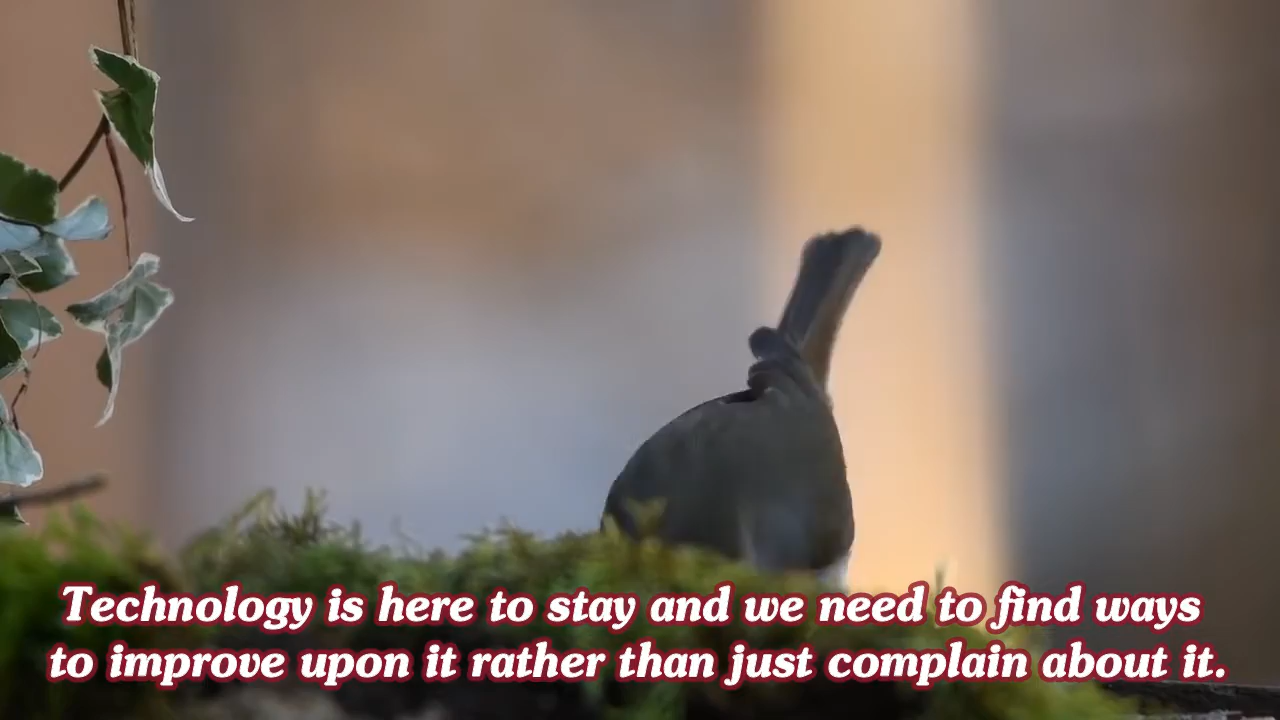 Technology is here to stay and we need to find ways
to improve upon it rather than just complain about it.